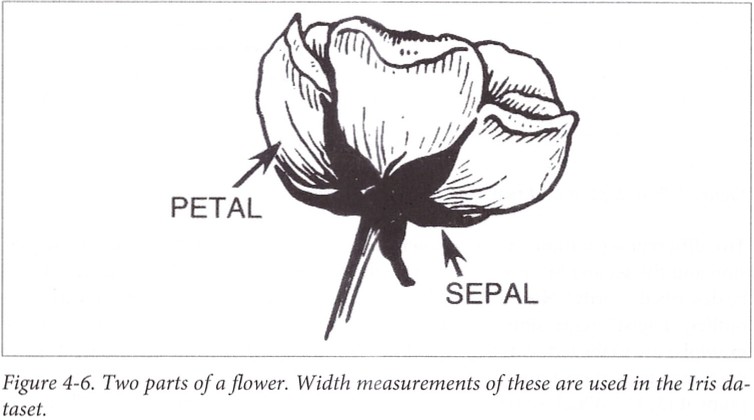 PETAL
SEPAL
Figure 4-6. Two parts of a flower. Width measurements of these are used in the Iris da-
taset.